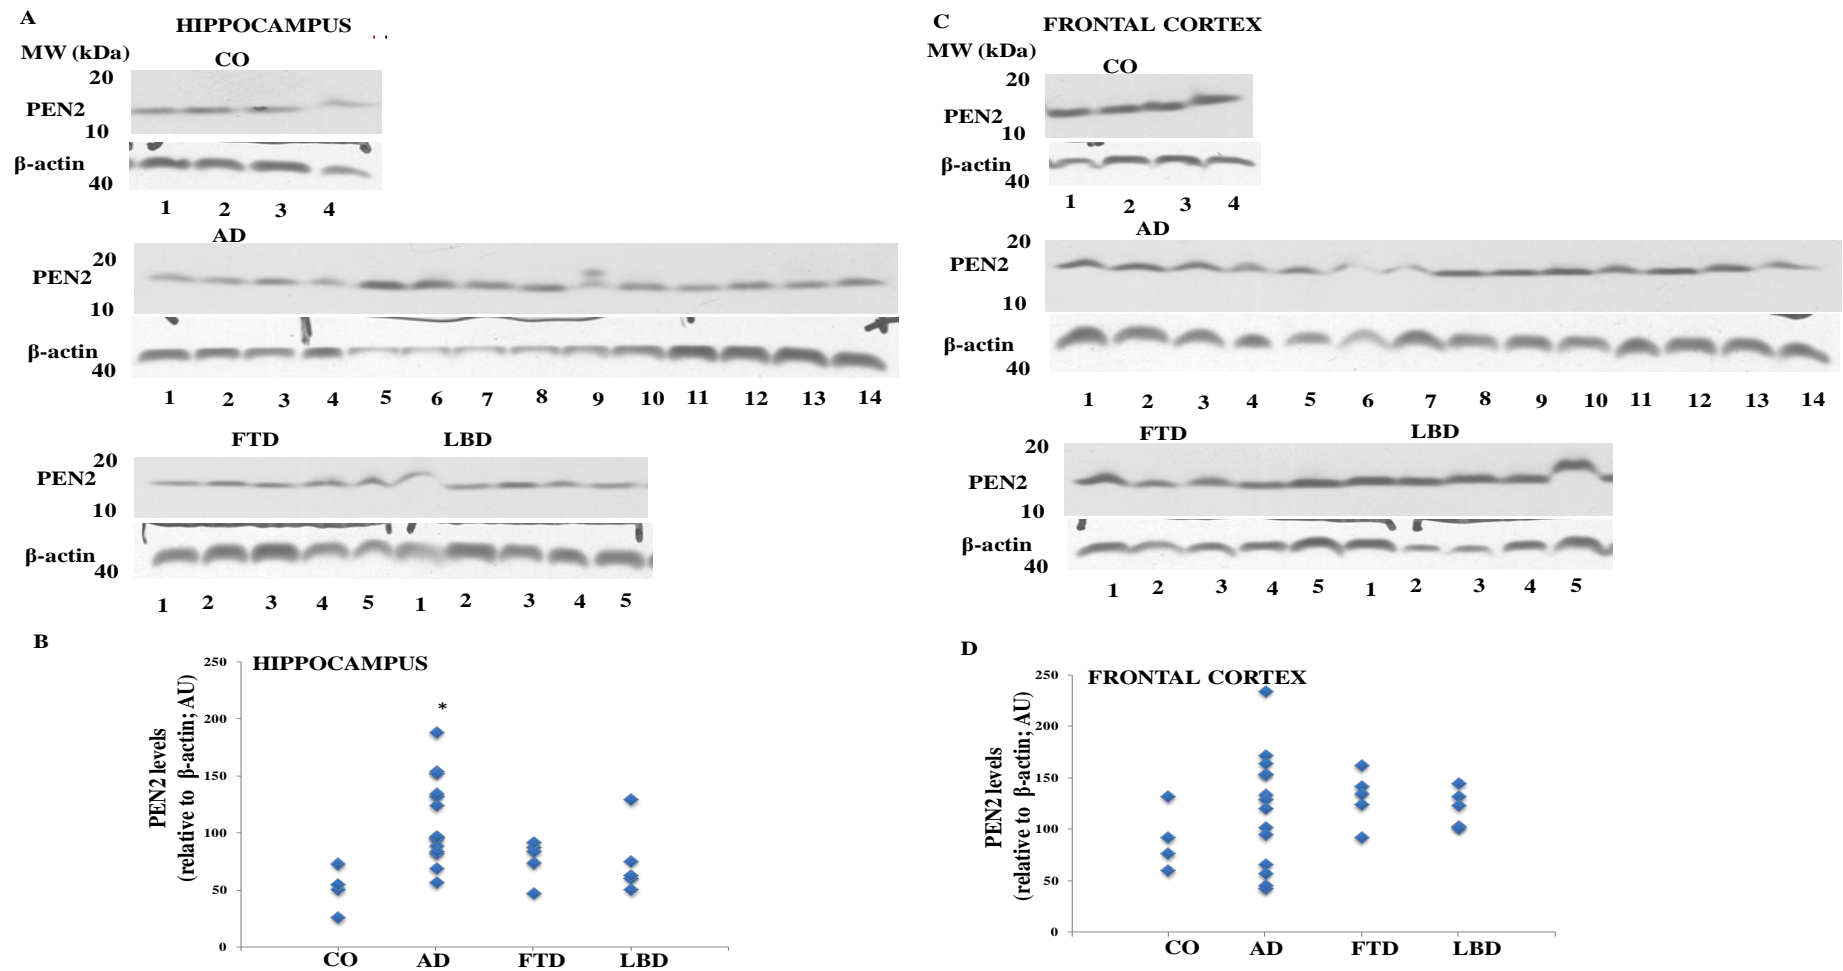 A
HIPPOCAMPUS
MW (kDa)
CO
20
PEN2
10
β-actin
40
1 2 3 4
AD
20
PEN2
10
β-actin
40
1 2 3 4 5 6 7 8 9 10 11 12 13 14
FTD LBD
20
PEN2
10
β-actin
40
1 2 3 4 5 1 2 3 4 5
B
HIPPOCAMPUS
PEN2 levels
(relative to β-actin; AU)
250
200
150
100
50
0
*
CO AD FTD LBD
C
FRONTAL CORTEX
MW (kDa)
CO
20
PEN2
10
β-actin
40
1 2 3 4
AD
20
PEN2
10
β-actin
40
1 2 3 4 5 6 7 8 9 10 11 12 13 14
FTD LBD
20
PEN2
10
β-actin
40
1 2 3 4 5 1 2 3 4 5
D
FRONTAL CORTEX
PEN2 levels
(relative to β-actin; AU)
250
200
150
100
50
0
CO AD FTD LBD